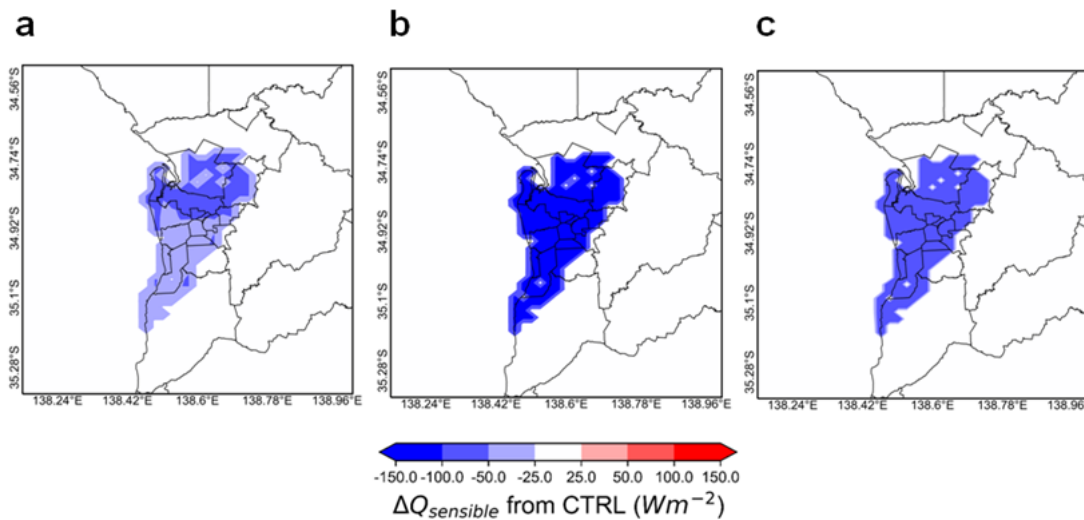 a
b
c
34.56°S
34.74°S
34.92°S
35.1°S
35.28°S
138.24°E 138.42°E 138.6°E 138.78°E 138.96°E
34.56°S
34.74°S
34.92°S
35.1°S
35.28°S
138.24°E 138.42°E 138.6°E 138.78°E 138.96°E
34.56°S
34.74°S
34.92°S
35.1°S
35.28°S
138.24°E 138.42°E 138.6°E 138.78°E 138.96°E
-150.0 -100.0 -50.0 -25.0 25.0 50.0 100.0 150.0
ΔQsensible from CTRL (Wm−2)